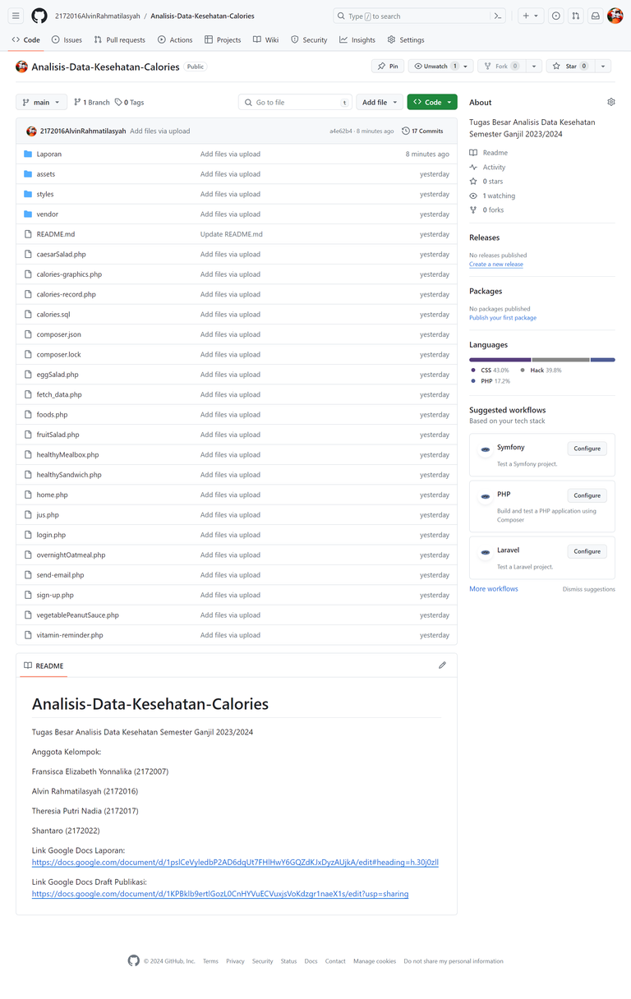 2172016AlvinRahmatilasyah / Analisis-Data-Kesehatan-Calories
Type / to search
Code Issues Pull requests Actions Projects Wiki Security Insights Settings
Analisis-Data-Kesehatan-Calories Public
Pin Unwatch 1 Fork 0 Star 0
main 1 Branch 0 Tags
Go to file t
Add file Code
2172016AlvinRahmatilasyah Add files via upload a4e62b4 · 8 minutes ago 17 Commits
Laporan Add files via upload 8 minutes ago
assets Add files via upload yesterday
styles Add files via upload yesterday
vendor Add files via upload yesterday
README.md Update README.md yesterday
caesarSalad.php Add files via upload yesterday
calories-graphics.php Add files via upload yesterday
calories-record.php Add files via upload yesterday
calories.sql Add files via upload yesterday
composer.json Add files via upload yesterday
composer.lock Add files via upload yesterday
eggSalad.php Add files via upload yesterday
fetch_data.php Add files via upload yesterday
foods.php Add files via upload yesterday
fruitSalad.php Add files via upload yesterday
healthyMealbox.php Add files via upload yesterday
healthySandwich.php Add files via upload yesterday
home.php Add files via upload yesterday
jus.php Add files via upload yesterday
login.php Add files via upload yesterday
overnightOatmeal.php Add files via upload yesterday
send-email.php Add files via upload yesterday
sign-up.php Add files via upload yesterday
vegetablePeanutSauce.php Add files via upload yesterday
vitamin-reminder.php Add files via upload yesterday
README
Analisis-Data-Kesehatan-Calories
Tugas Besar Analisis Data Kesehatan Semester Ganjil 2023/2024
Anggota Kelompok:
Fransisca Elizabeth Yonnalika (2172007)
Alvin Rahmatilasyah (2172016)
Theresia Putri Nadia (2172017)
Shantaro (2172022)
Link Google Docs Laporan:
https://docs.google.com/document/d/1pslCeVyledbP2AD6dqUt7FHlHwY6GQZdKJxDyzAUjkA/edit#heading=h.30j0zll
Link Google Docs Draft Publikasi:
https://docs.google.com/document/d/1KPBklb9ertlGozL0CnHYVuECVuxjsVoKdzgr1naeX1s/edit?usp=sharing
About
Tugas Besar Analisis Data Kesehatan
Semester Ganjil 2023/2024
Readme
Activity
0 stars
1 watching
0 forks
Releases
No releases published
Create a new release
Packages
No packages published
Publish your first package
Languages
CSS 43.0% Hack 39.8%
PHP 17.2%
Suggested workflows
Based on your tech stack
Symfony Configure
Test a Symfony project.
PHP Configure
Build and test a PHP application using
Composer
Laravel Configure
Test a Laravel project.
More workflows Dismiss suggestions
© 2024 GitHub, Inc. Terms Privacy Security Status Docs Contact Manage cookies Do not share my personal information